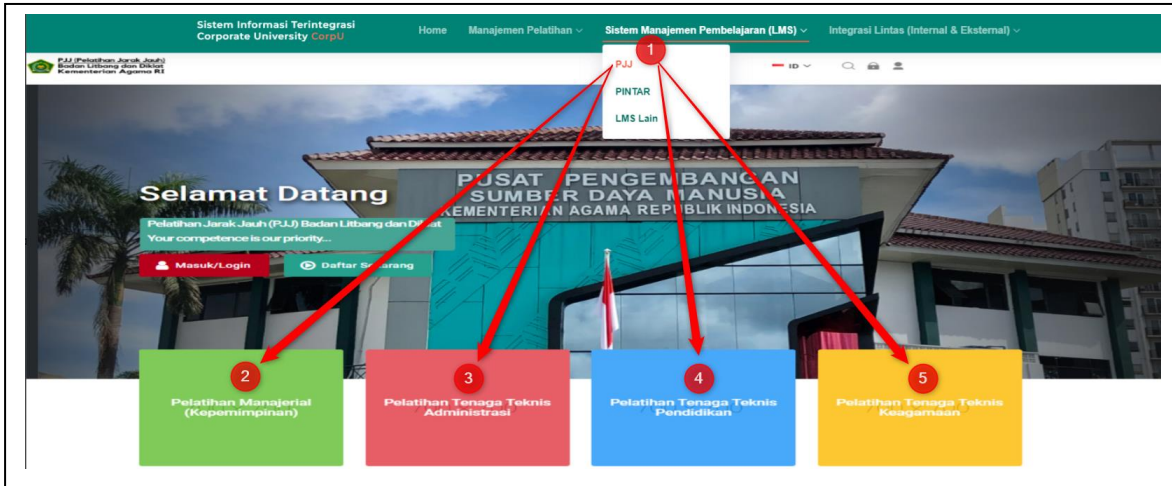 Sistem Informasi Terintegrasi
Corporate University CorpU
Home
Manajemen Pelatihan
Sistem Manajemen Pembelajaran (LMS)
Integrasi Lintas (Internal & Eksternal)
1
PJJ (Pelatihan Jarak Jauh)
Badan Litbang dan Diklat
Kementerian Agama RI
PJJ
PINTAR
LMS Lain
ID
PUSAT PENGEMBANGAN
SUMBER DAYA MANUSIA
KEMENTERIAN AGAMA REPUBLIK INDONESIA
Selamat Datang
Pelatihan Jarak Jauh (PJJ) Badan Litbang dan Diklat
Your competence is our priority...
Masuk/Login
Daftar Sekarang
2
Pelatihan Manajerial
(Kepemimpinan)
3
Pelatihan Tenaga Teknis
Administrasi
4
Pelatihan Tenaga Teknis
Pendidikan
5
Pelatihan Tenaga Teknis
Keagamaan